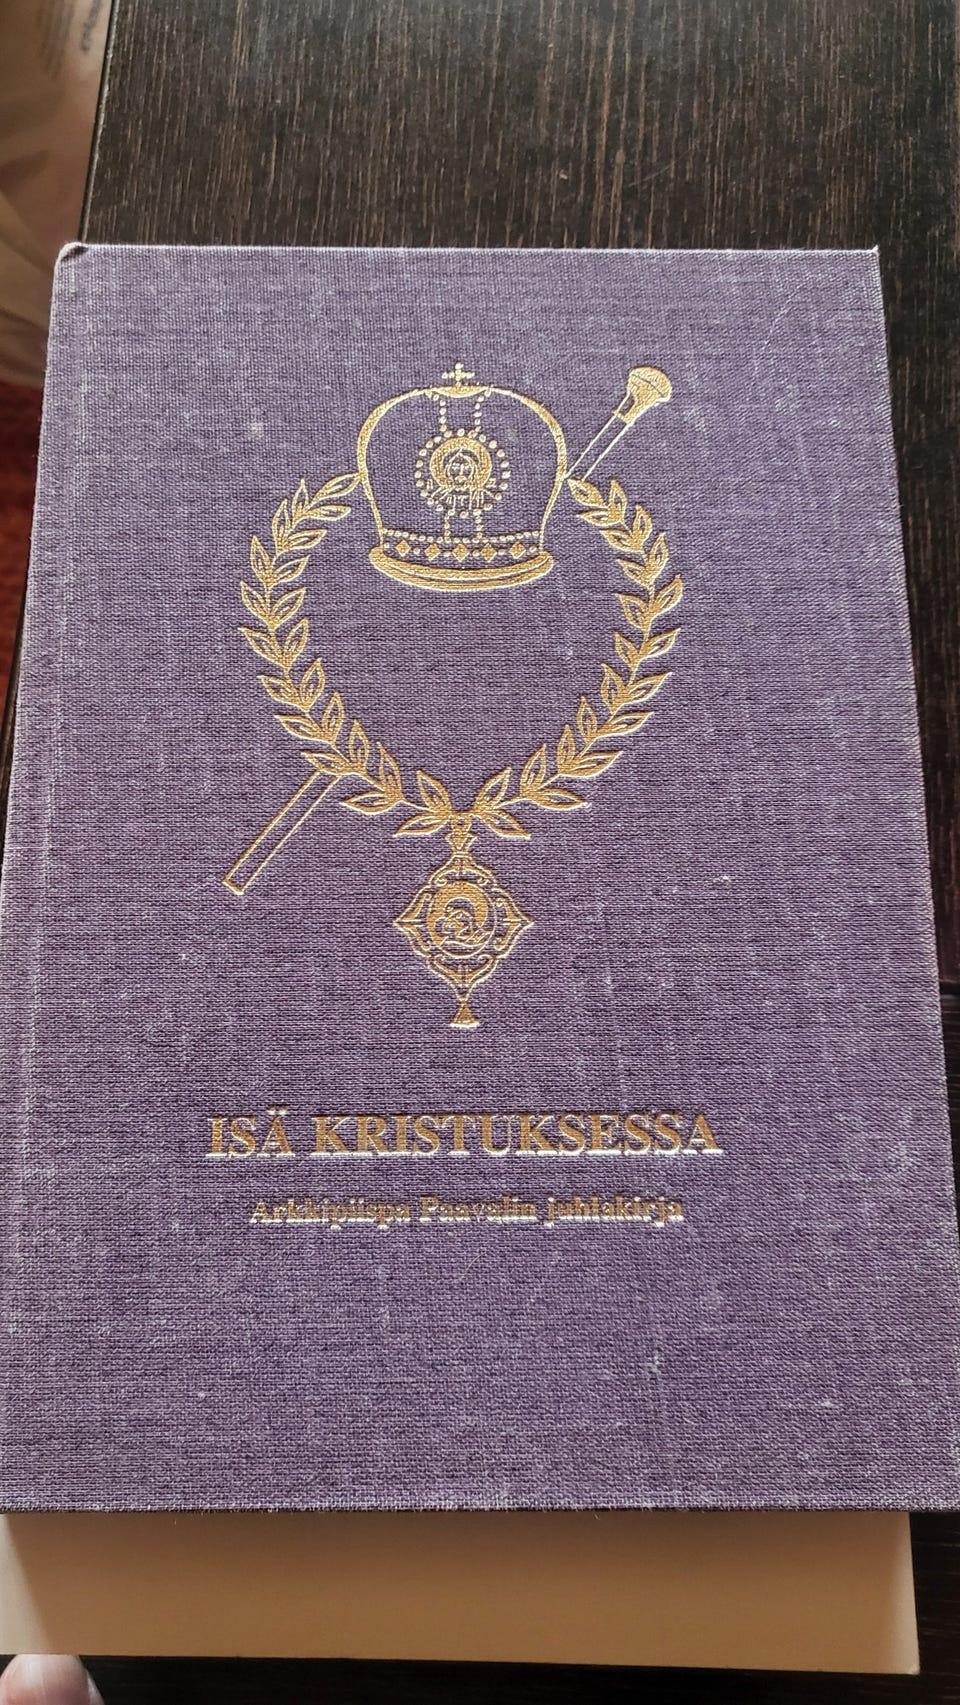 ISÄ KRISTUKSESSA
Arkkipiispa Paavalin juhlakirja